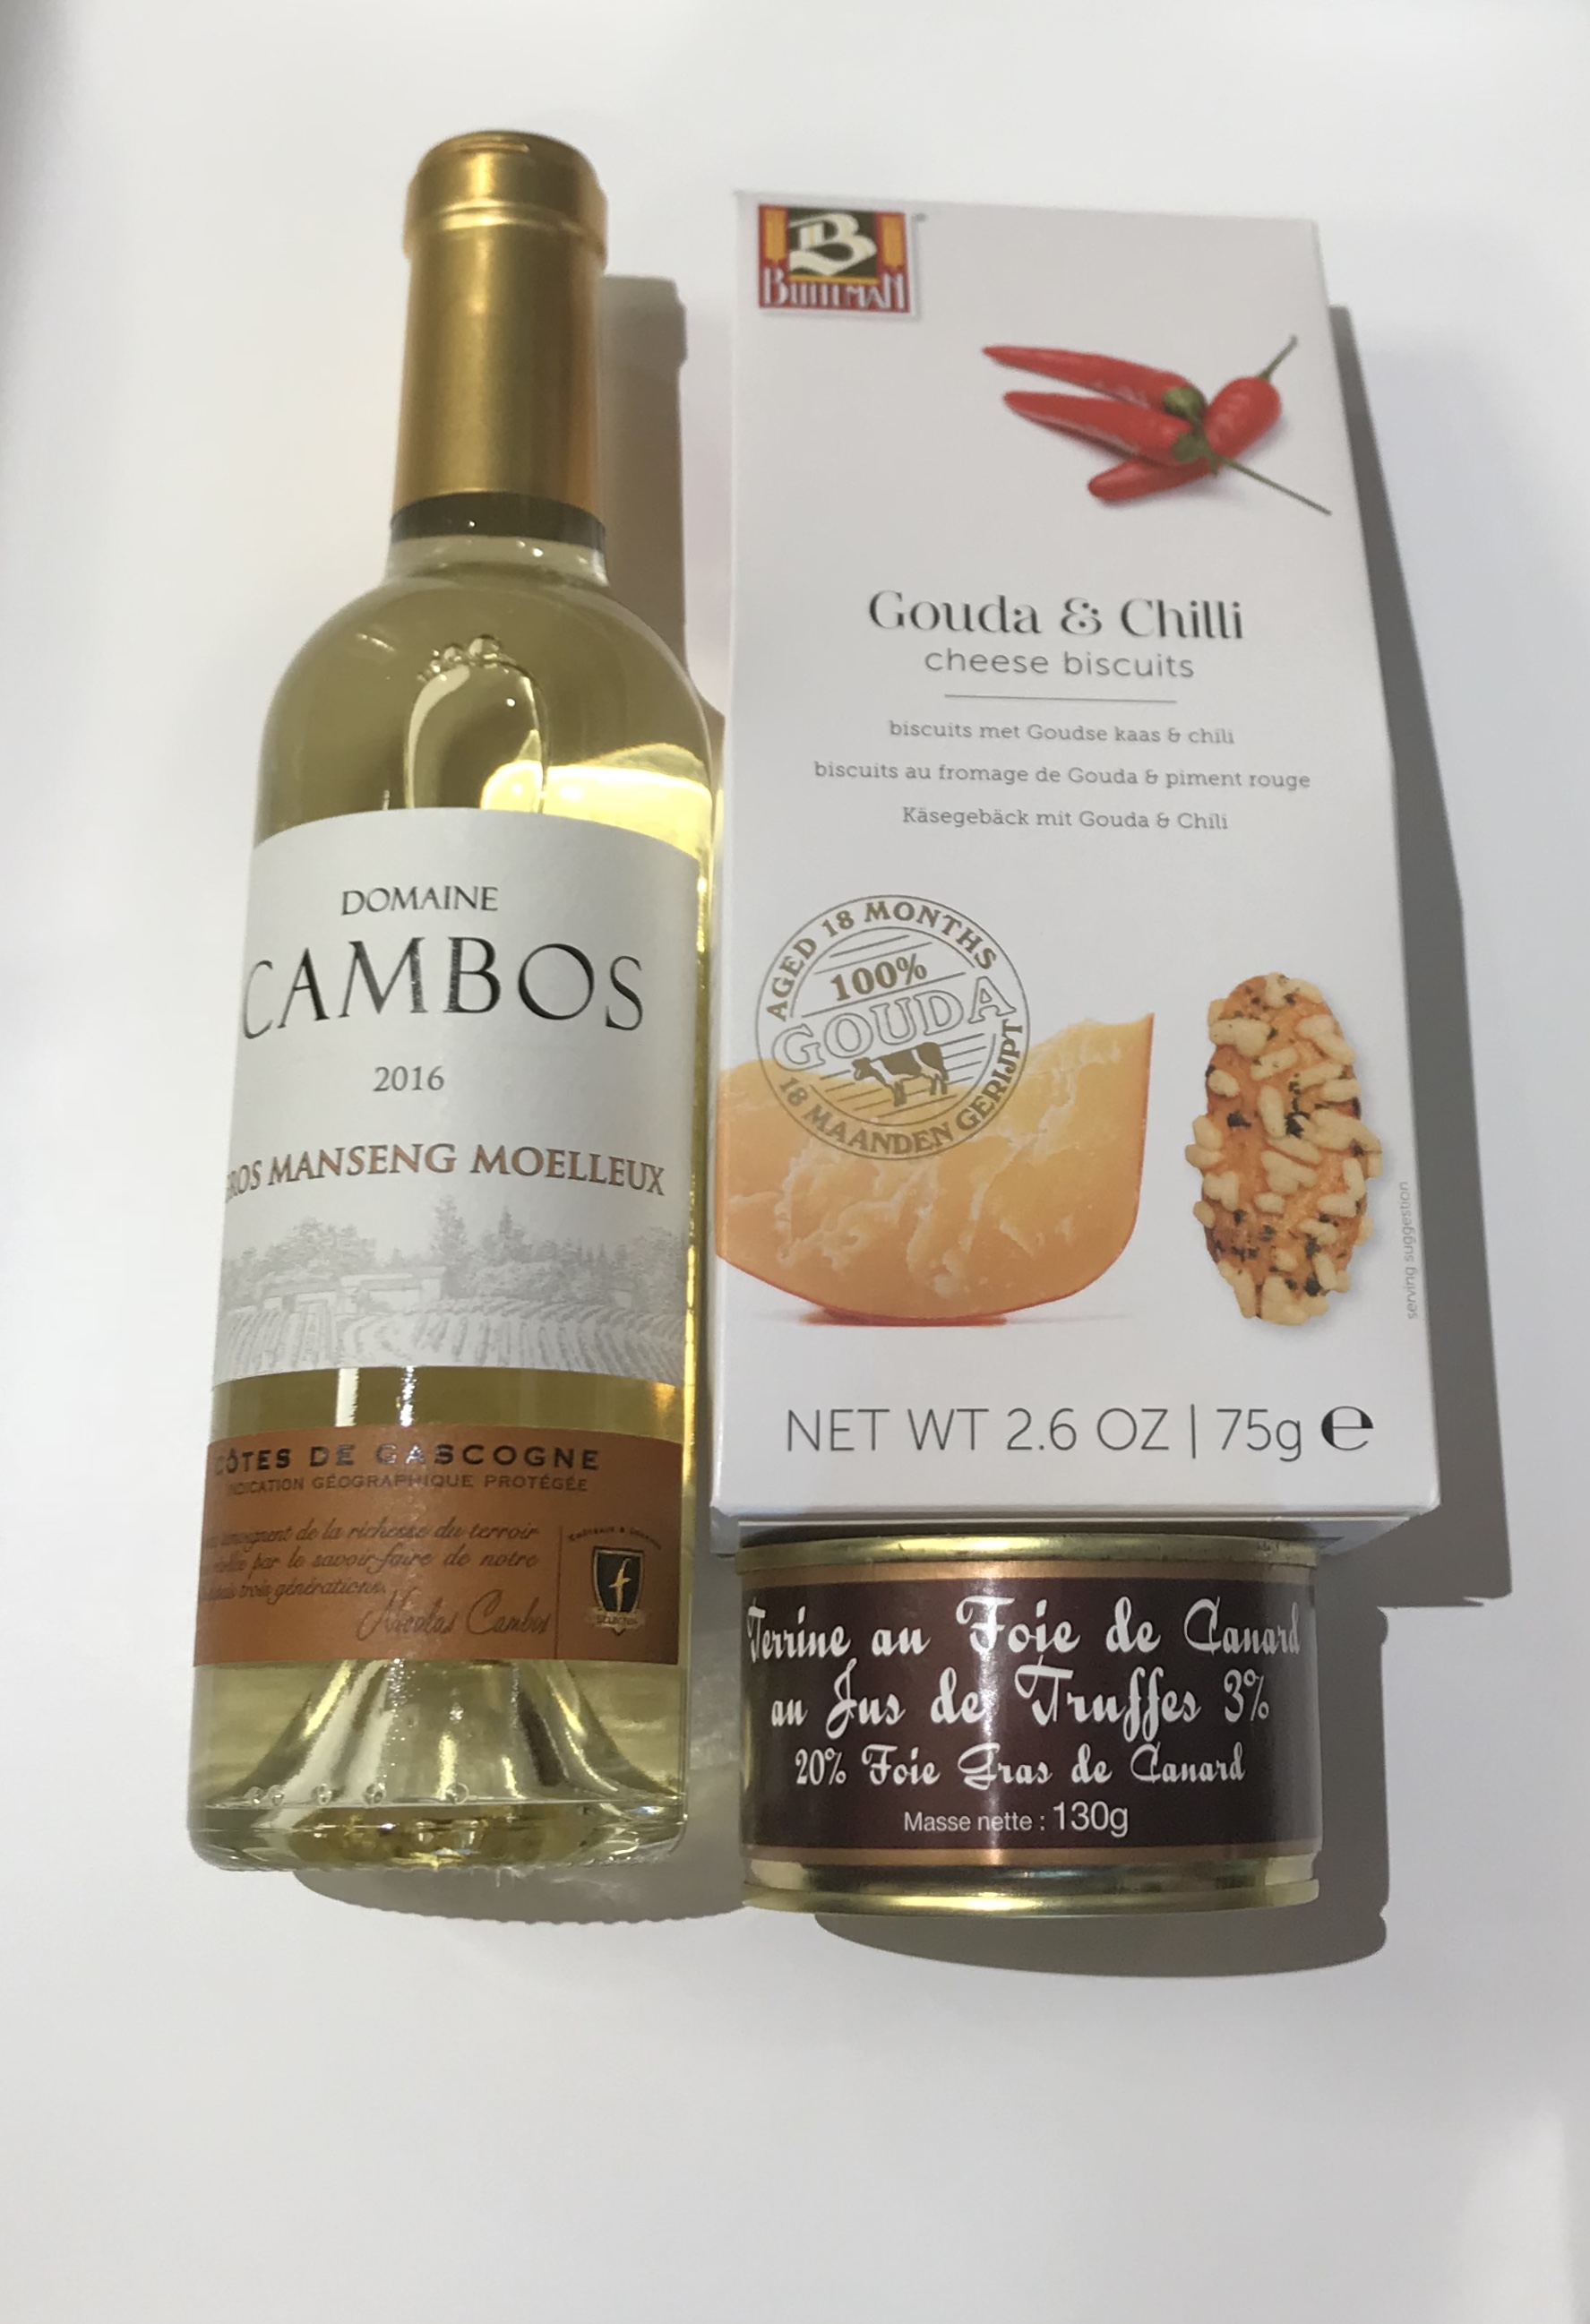 DOMAINE
CAMBOS
2016
GROS MANSENG MOELLEUX
CÔTES DE GASCOGNE
INDICATION GÉOGRAPHIQUE PROTÉGÉE
de la richesse du terroir
par le savoir-faire de notre
trois générations.
Nicolas Cambos
f
SÉLECTION
B
BUITEMAN
Gouda & Chilli
cheese biscuits
biscuits met Goudse kaas & chili
biscuits au fromage de Gouda & piment rouge
Käsegebäck mit Gouda & Chili
AGED 18 MONTHS
100%
GOUDA
18 MAANDEN GERIJPT
serving suggestion
NET WT 2.6 OZ | 75g ℮
Terrine au Foie de Canard
au Jus de Truffes 3%
20% Foie Gras de Canard
Masse nette : 130g